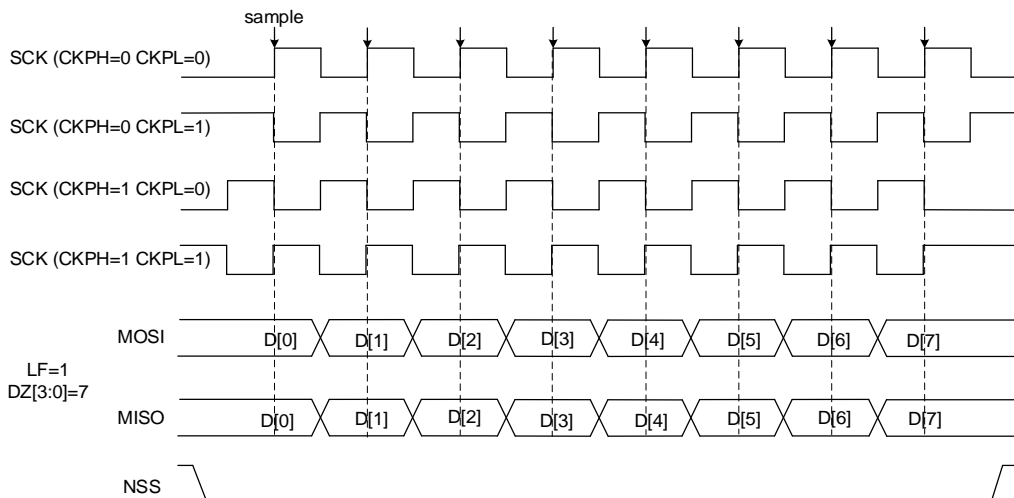 sample
SCK (CKPH=0 CKPL=0)
SCK (CKPH=0 CKPL=1)
SCK (CKPH=1 CKPL=0)
SCK (CKPH=1 CKPL=1)
MOSI
D[0] D[1] D[2] D[3] D[4] D[5] D[6] D[7]
LF=1
DZ[3:0]=7
MISO
D[0] D[1] D[2] D[3] D[4] D[5] D[6] D[7]
NSS